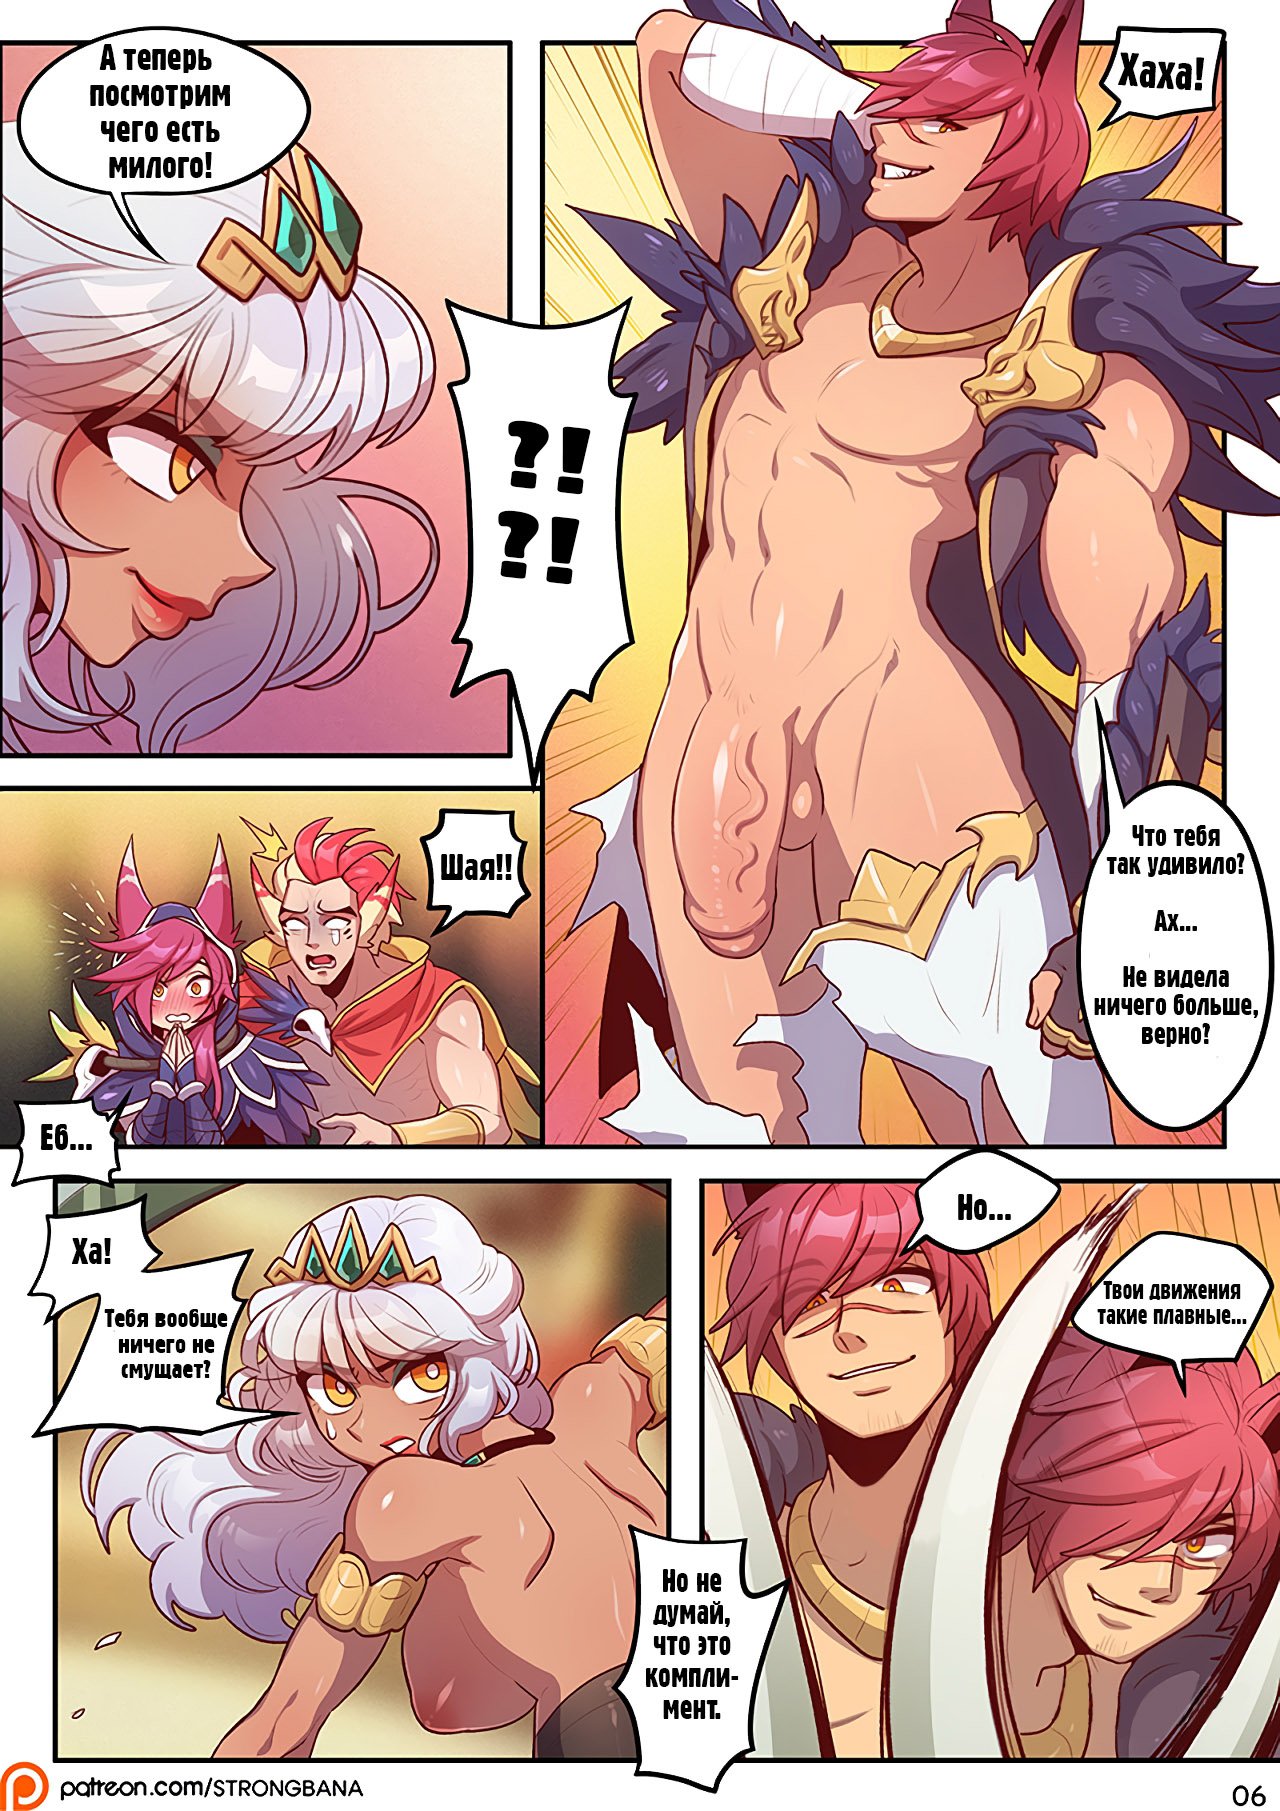 А теперь
посмотрим
чего есть
милого!
Хаха!
?!
?!
Что тебя
так удивило?
Ах...
Не видела
ничего больше,
верно?
Шая!!
Еб...
Ха!
Тебя вообще
ничего не
смущает?
Но не
думай,
что это
компли-
мент.
Но...
Твои движения
такие плавные...
patreon.com/STRONGBANA
06